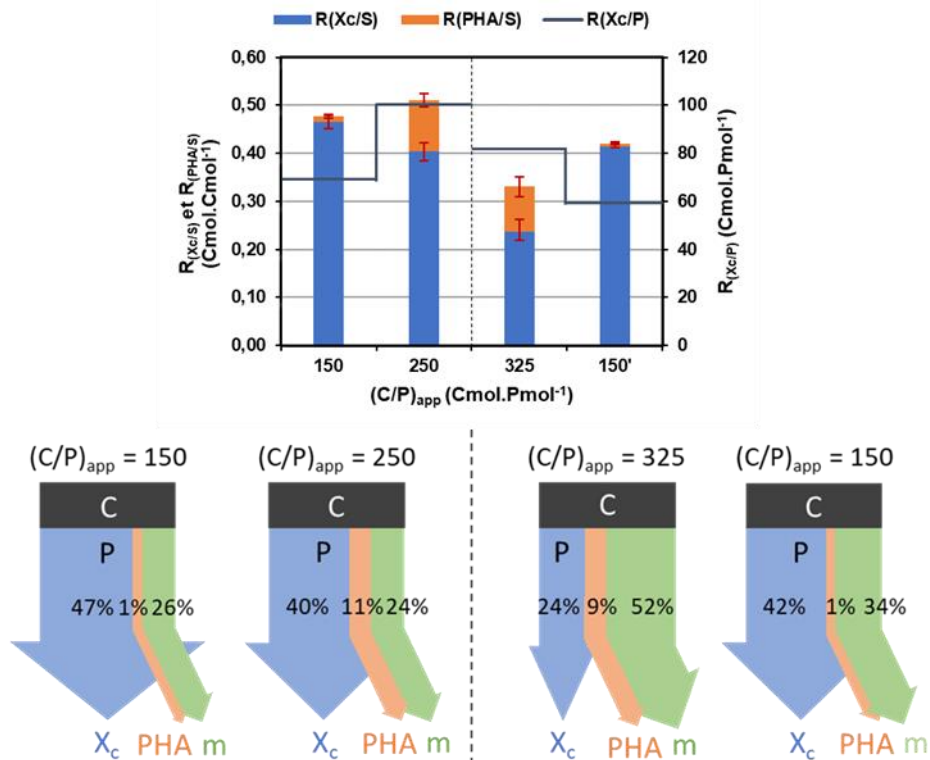 R(Xc/S) R(PHA/S) R(Xc/P)
0,60 120
0,50 100
0,40 80
0,30 60
0,20 40
0,10 20
0,00 0
R(Xc/S) et R(PHA/S)
(Cmol.Cmol-1)
R(Xc/P) (Cmol.Pmol-1)
150 250 325 150'
(C/P)app (Cmol.Pmol-1)
(C/P)app = 150 (C/P)app = 250 (C/P)app = 325 (C/P)app = 150
C C C C
P P P P
47% 1% 26% 40% 11% 24% 24% 9% 52% 42% 1% 34%
Xc PHA m Xc PHA m Xc PHA m Xc PHA m